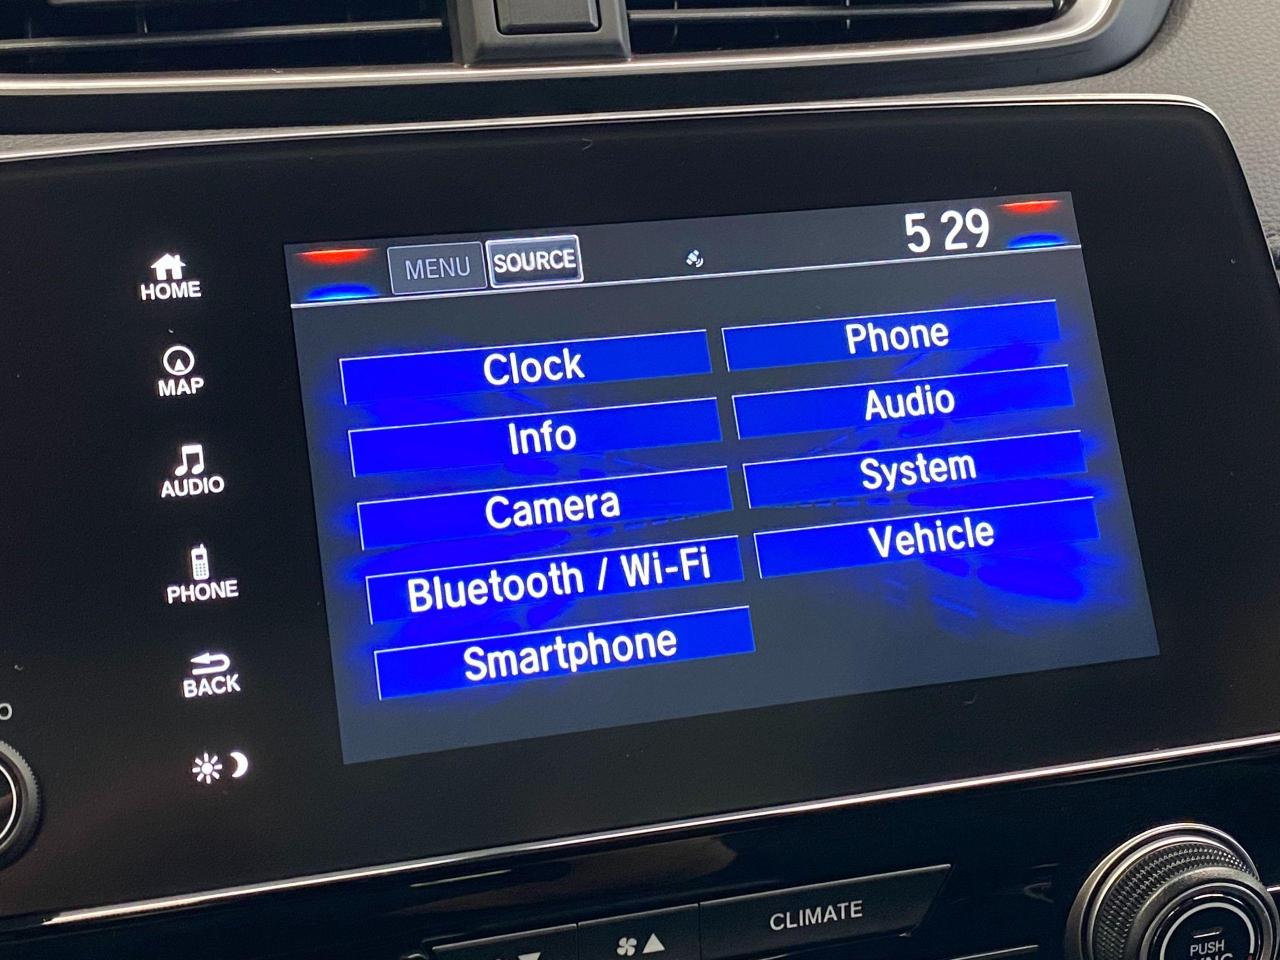 MENU
SOURCE
5 29
HOME
MAP
AUDIO
PHONE
BACK
Clock
Phone
Info
Audio
Camera
System
Bluetooth / Wi-Fi
Vehicle
Smartphone
CLIMATE
PUSH